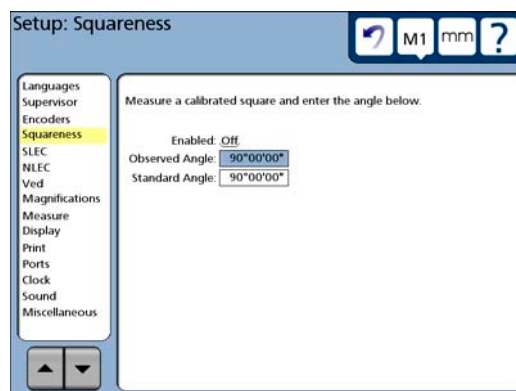 Setup: Squareness
M1 mm ?
Languages
Supervisor
Encoders
Squareness
SLEC
NLEC
Ved
Magnifications
Measure
Display
Print
Ports
Clock
Sound
Miscellaneous
Measure a calibrated square and enter the angle below.
Enabled: Off.
Observed Angle: 90°00'00"
Standard Angle: 90°00'00"